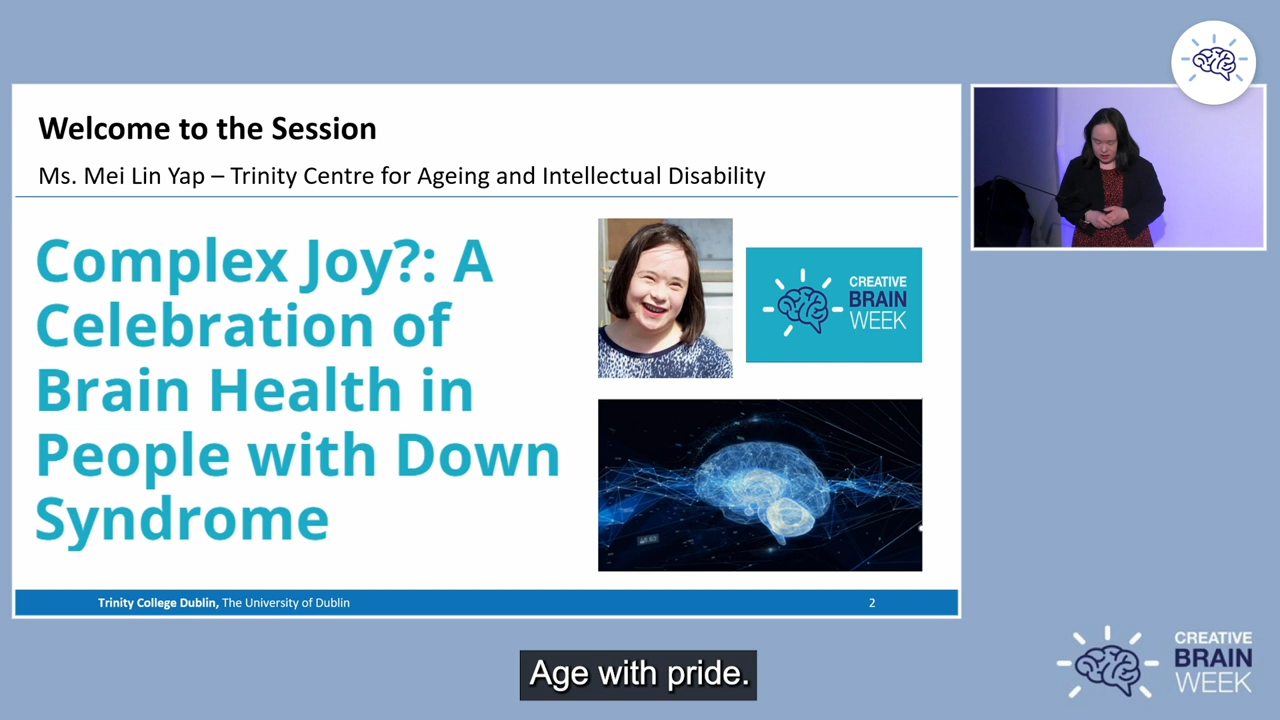 Welcome to the Session
Ms. Mei Lin Yap – Trinity Centre for Ageing and Intellectual Disability
Complex Joy?: A
Celebration of
Brain Health in
People with Down
Syndrome
CREATIVE
BRAIN
WEEK
Trinity College Dublin, The University of Dublin
2
Age with pride.
CREATIVE
BRAIN
WEEK